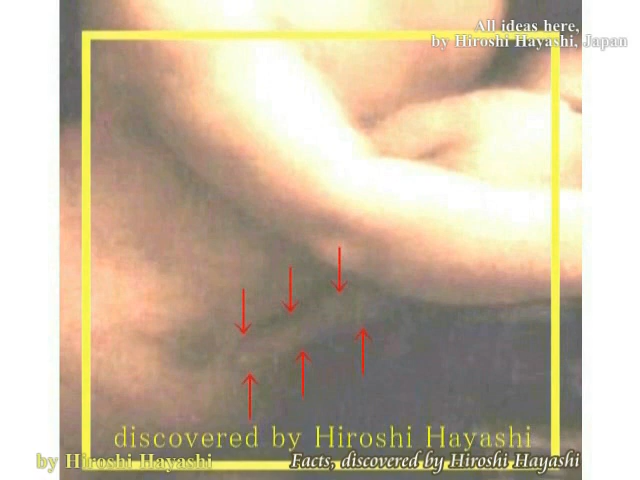 All ideas here,
by Hiroshi Hayashi, Japan
discovered by Hiroshi Hayashi
by Hiroshi Hayashi
Facts, discovered by Hiroshi Hayashi